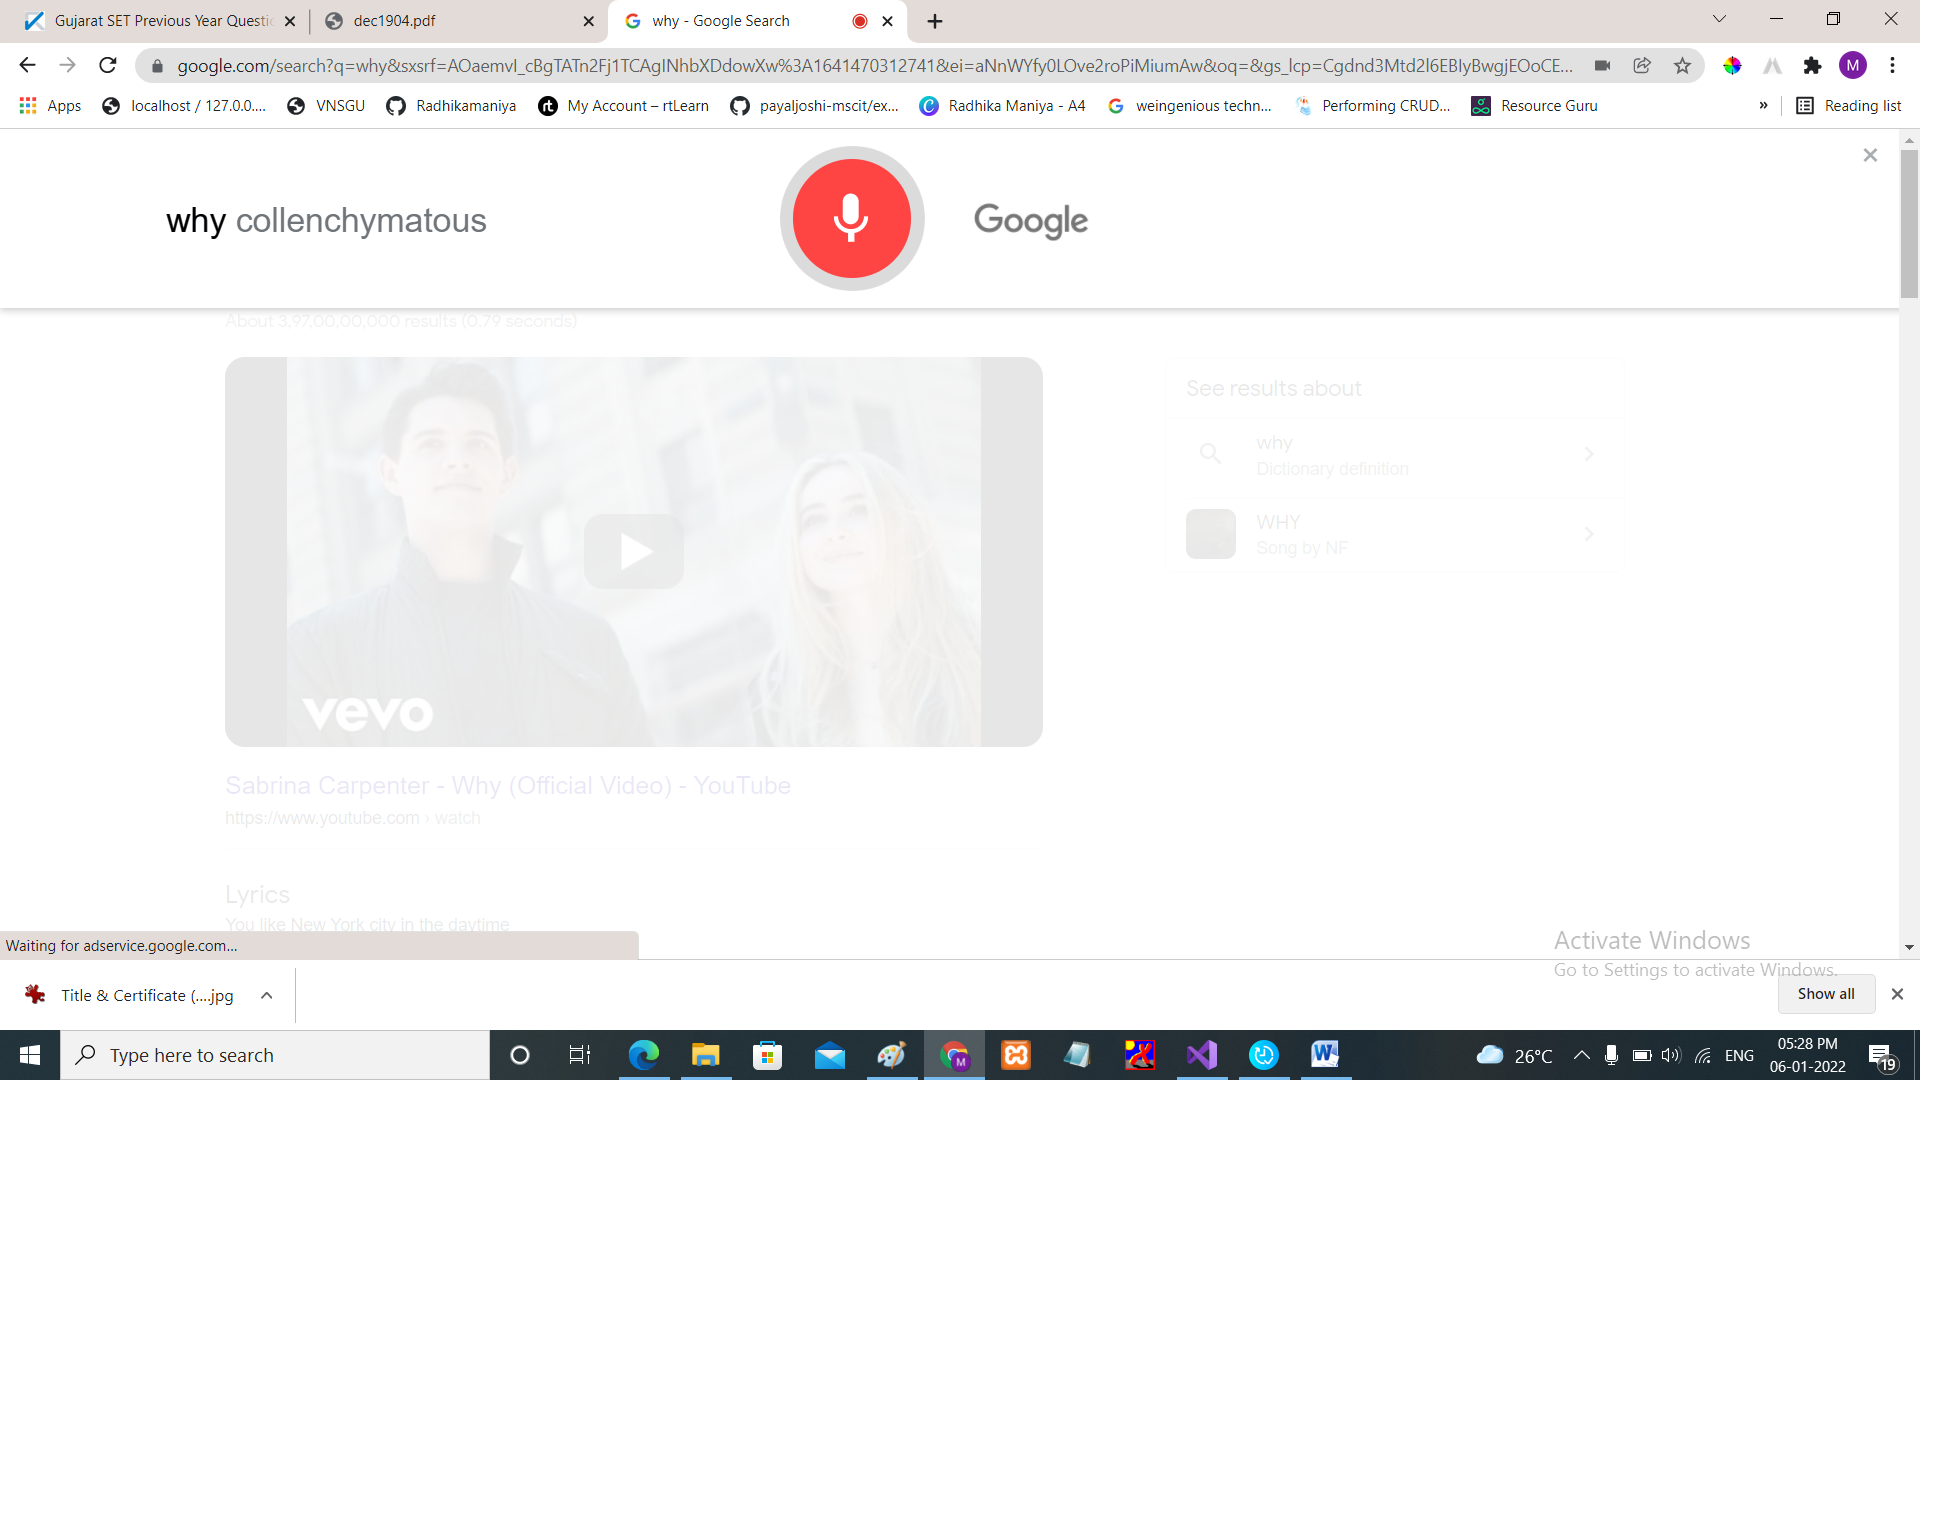 Gujarat SET Previous Year Questi
dec1904.pdf
why - Google Search
google.com/search?q=why&sxsrf=AOaemvI_cBgTATn2Fj1TCAgINhbXDdowXw%3A1641470312741&ei=aNnWYfy0LOve2roPiMiumAw&oq=&gs_lcp=Cgdnd3Mtd2l6EBIyBwgjEOoCE...
M
Apps
localhost / 127.0.0....
VNSGU
Radhikamaniya
rt
My Account – rtLearn
payaljoshi-mscit/ex...
Radhika Maniya - A4
weingenious techn...
Performing CRUD...
Resource Guru
»
Reading list
why collenchymatous
Google
About 3,97,00,00,000 results (0.79 seconds)
vevo
See results about
why
Dictionary definition
WHY
Song by NF
Sabrina Carpenter - Why (Official Video) - YouTube
https://www.youtube.com › watch
Lyrics
You like New York city in the daytime
Waiting for adservice.google.com...
Activate Windows
Go to Settings to activate Windows.
Title & Certificate (....jpg
Show all
Type here to search
M
W
26°C
ENG
05:28 PM
06-01-2022
19